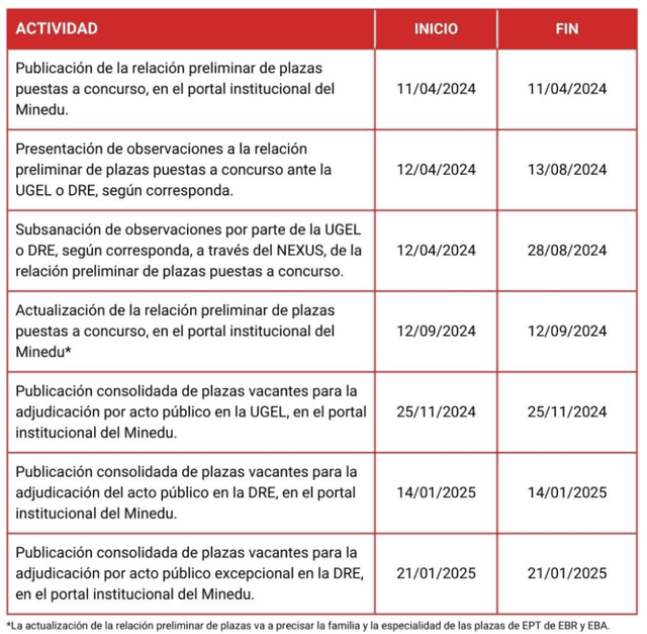 ACTIVIDAD INICIO FIN
Publicación de la relación preliminar de plazas
puestas a concurso, en el portal institucional del
Minedu.
11/04/2024 11/04/2024
Presentación de observaciones a la relación
preliminar de plazas puestas a concurso ante la
UGEL o DRE, según corresponda.
12/04/2024 13/08/2024
Subsanación de observaciones por parte de la UGEL
o DRE, según corresponda, a través del NEXUS, de la
relación preliminar de plazas puestas a concurso.
12/04/2024 28/08/2024
Actualización de la relación preliminar de plazas
puestas a concurso, en el portal institucional del
Minedu*
12/09/2024 12/09/2024
Publicación consolidada de plazas vacantes para la
adjudicación por acto público en la UGEL, en el portal
institucional del Minedu.
25/11/2024 25/11/2024
Publicación consolidada de plazas vacantes para la
adjudicación del acto público en la DRE, en el portal
institucional del Minedu.
14/01/2025 14/01/2025
Publicación consolidada de plazas vacantes para la
adjudicación por acto público excepcional en la DRE,
en el portal institucional del Minedu.
21/01/2025 21/01/2025
*La actualización de la relación preliminar de plazas va a precisar la familia y la especialidad de las plazas de EPT de EBR y EBA.